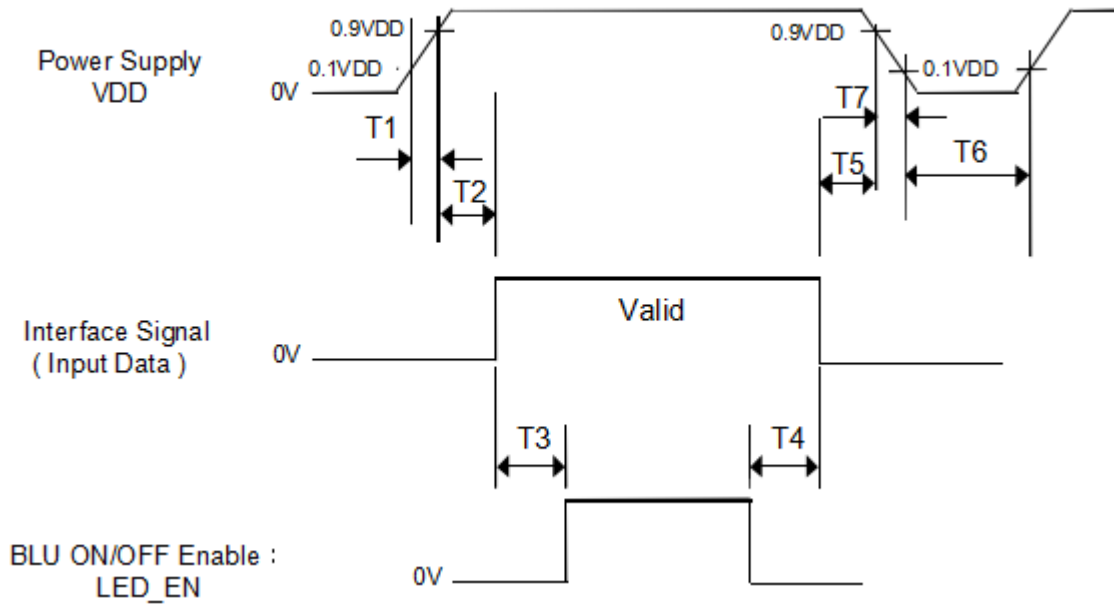 0.9VDD
0.9VDD
Power Supply
VDD
0.1VDD
0.1VDD
0V
T1
T7
T2
T5
T6
Interface Signal
( Input Data )
0V
Valid
T3
T4
BLU ON/OFF Enable :
LED_EN
0V